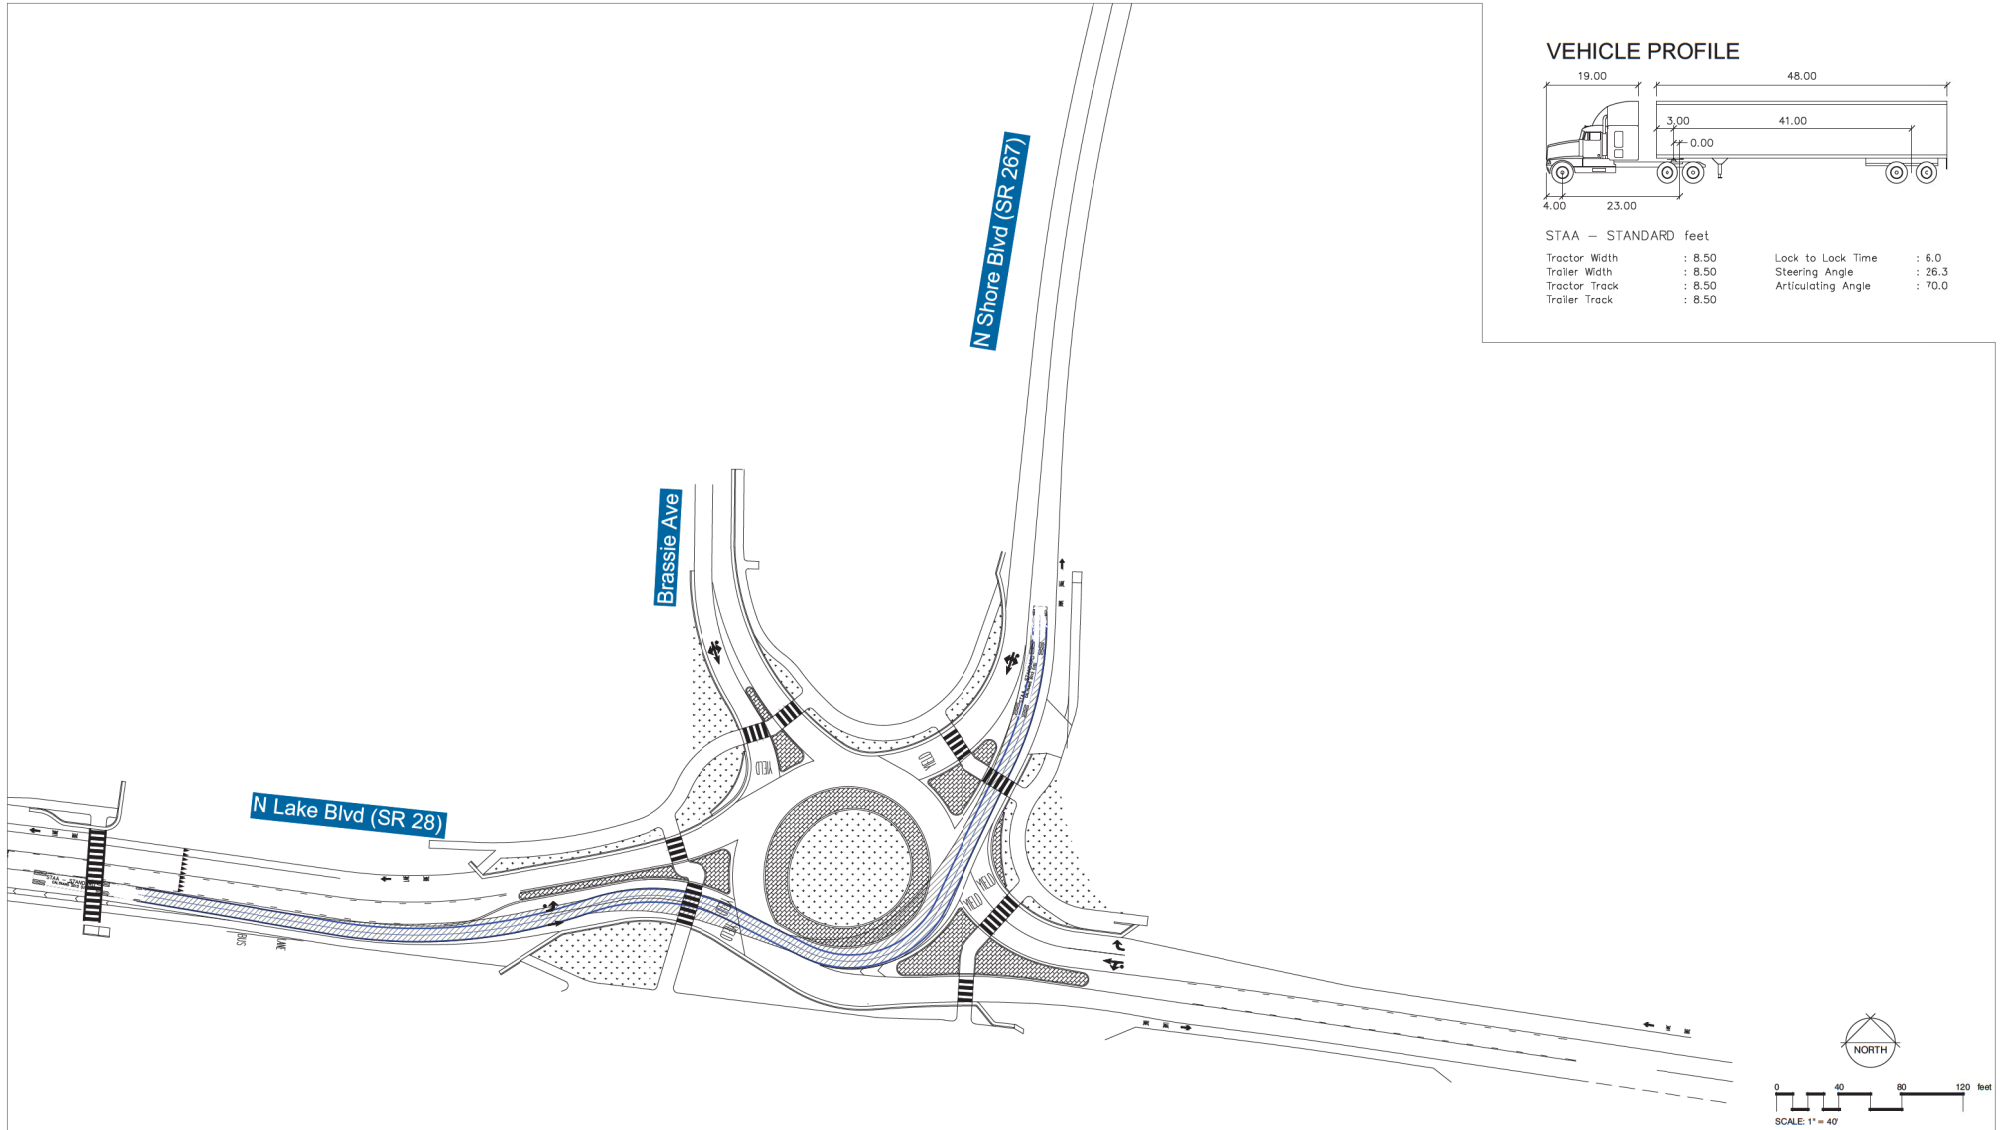 VEHICLE PROFILE
19.00
48.00
3.00
41.00
0.00
4.00
23.00
STAA – STANDARD feet
Tractor Width : 8.50
Trailer Width : 8.50
Tractor Track : 8.50
Trailer Track : 8.50
Lock to Lock Time : 6.0
Steering Angle : 26.3
Articulating Angle : 70.0
N Shore Blvd (SR 267)
Brassie Ave
N Lake Blvd (SR 28)
YIELD
YIELD
YIELD
YIELD
YIELD
BUS
LANE
NORTH
0 40 80 120 feet
SCALE: 1" = 40'